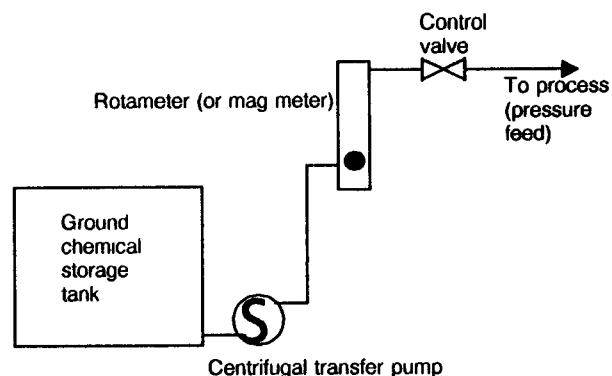 Control
valve
To process
(pressure
feed)
Rotameter (or mag meter)
Ground
chemical
storage
tank
S
Centrifugal transfer pump